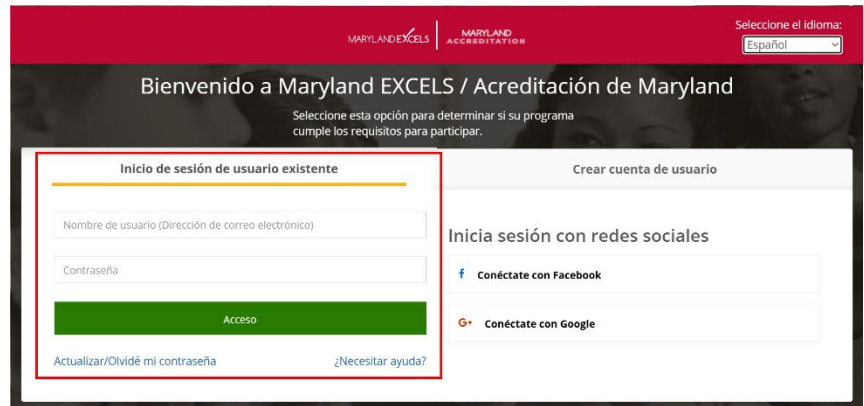 Seleccione el idioma:
MARYLAND EXCELS
MARYLAND
ACCREDITATION
Español
Bienvenido a Maryland EXCELS / Acreditación de Maryland
Seleccione esta opción para determinar si su programa
cumple los requisitos para participar.
Inicio de sesión de usuario existente
Crear cuenta de usuario
Nombre de usuario (Dirección de correo electrónico)
Contraseña
Acceso
Actualizar/Olvidé mi contraseña
¿Necesitar ayuda?
Inicia sesión con redes sociales
f Conéctate con Facebook
G+ Conéctate con Google